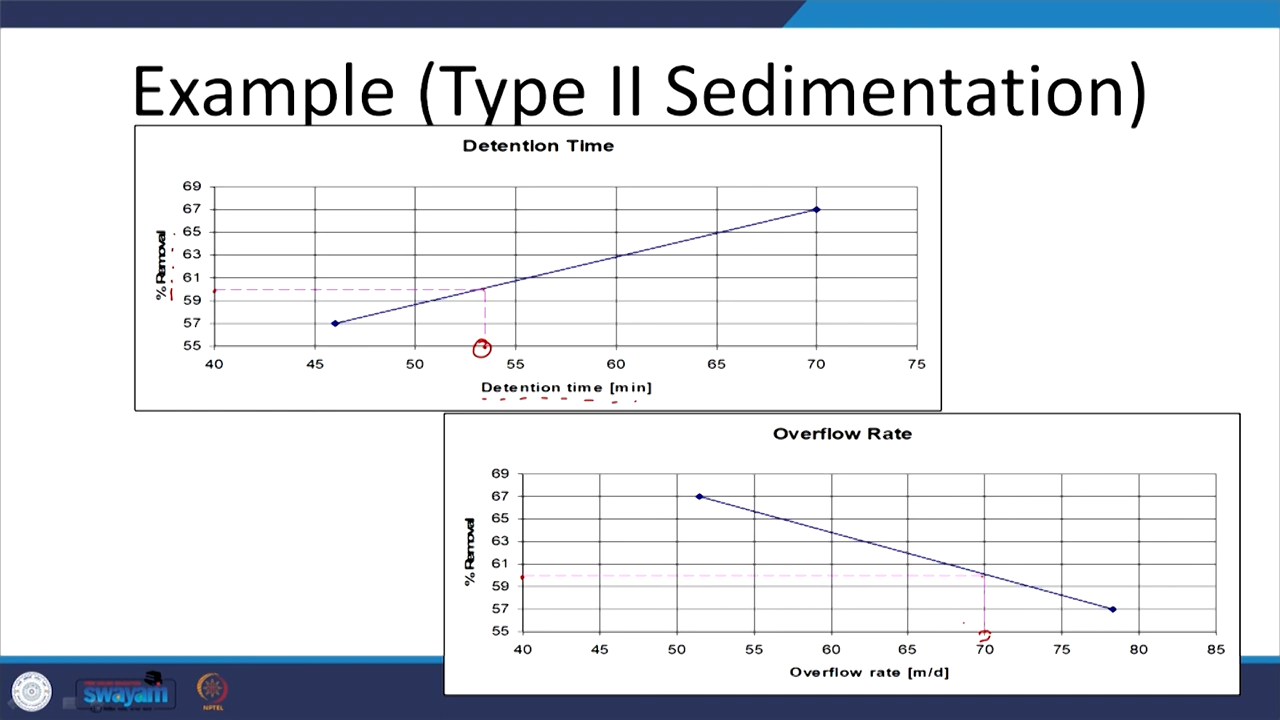 Example (Type II Sedimentation)
Detention Time
% Removal
69
67
65
63
61
59
57
55
40 45 50 55 60 65 70 75
Detention time [min]
Overflow Rate
% Removal
69
67
65
63
61
59
57
55
40 45 50 55 60 65 70 75 80 85
Overflow rate [m/d]
swayam
NPTEL